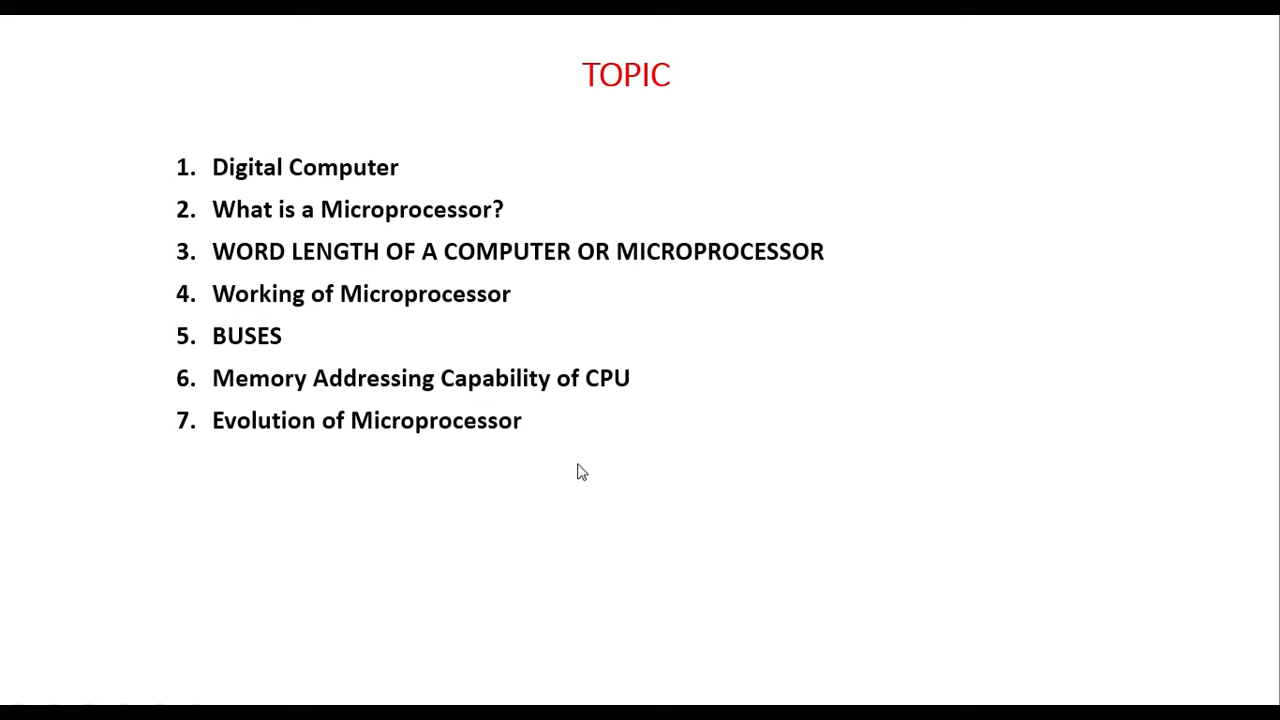 TOPIC
1. Digital Computer
2. What is a Microprocessor?
3. WORD LENGTH OF A COMPUTER OR MICROPROCESSOR
4. Working of Microprocessor
5. BUSES
6. Memory Addressing Capability of CPU
7. Evolution of Microprocessor